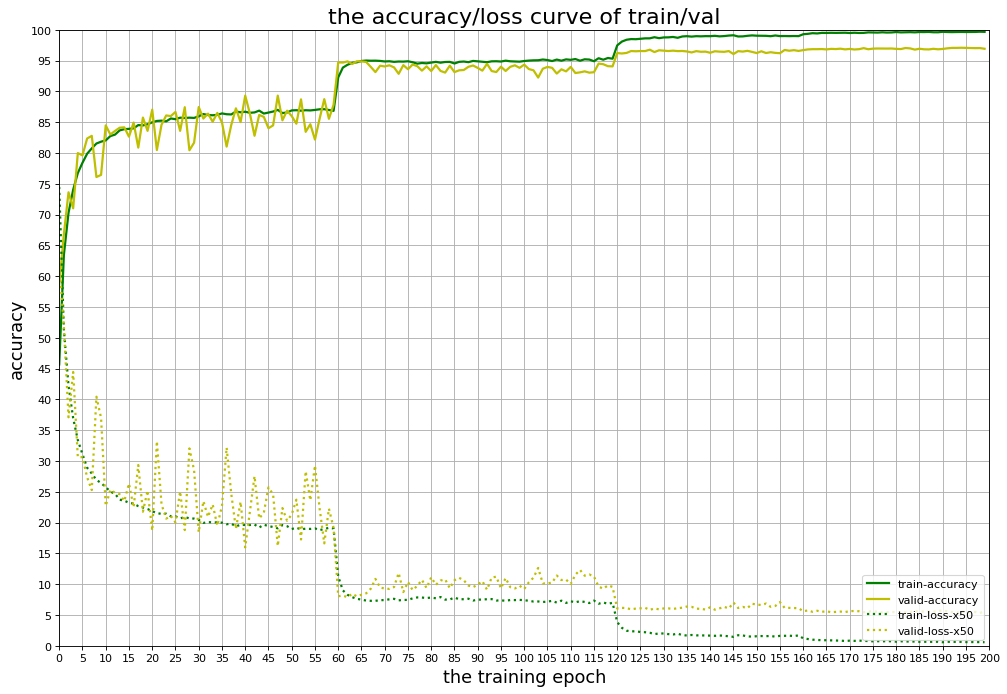 the accuracy/loss curve of train/val
accuracy
100
95
90
85
80
75
70
65
60
55
50
45
40
35
30
25
20
15
10
5
0
0 5 10 15 20 25 30 35 40 45 50 55 60 65 70 75 80 85 90 95 100 105 110 115 120 125 130 135 140 145 150 155 160 165 170 175 180 185 190 195 200
the training epoch
train-accuracy
valid-accuracy
train-loss-x50
valid-loss-x50